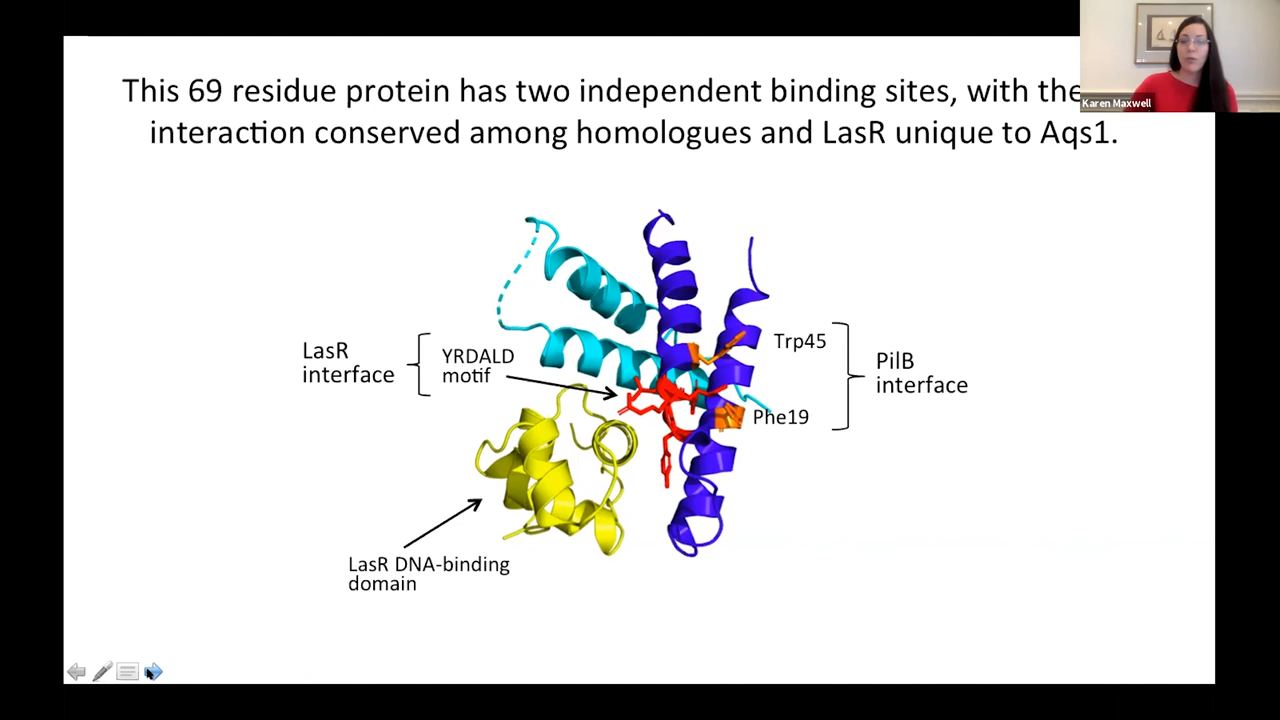 This 69 residue protein has two independent binding sites, with the
interaction conserved among homologues and LasR unique to Aqs1.
Karen Maxwell
LasR
interface
YRDALD
motif
Trp45
Phe19
PilB
interface
LasR DNA-binding
domain